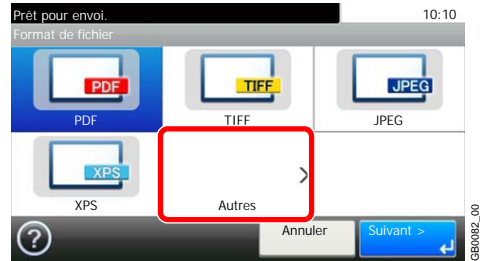 Prêt pour envoi. 10:10
Format de fichier
PDF TIFF JPEG
PDF TIFF JPEG
XPS
XPS Autres
? Annuler Suivant >
GB0082_00